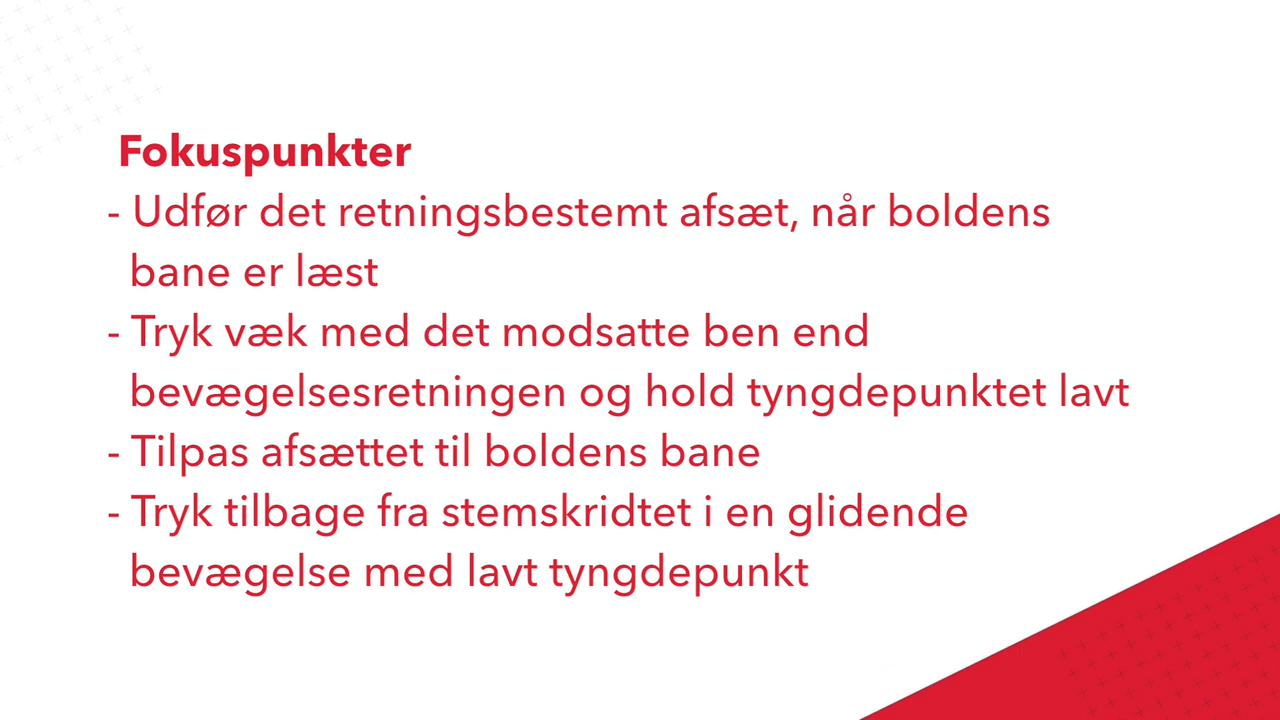 Fokuspunkter
- Udfør det retningsbestemt afsæt, når boldens
bane er læst
- Tryk væk med det modsatte ben end
bevægelsesretningen og hold tyngdepunktet lavt
- Tilpas afsættet til boldens bane
- Tryk tilbage fra stemskridtet i en glidende
bevægelse med lavt tyngdepunkt